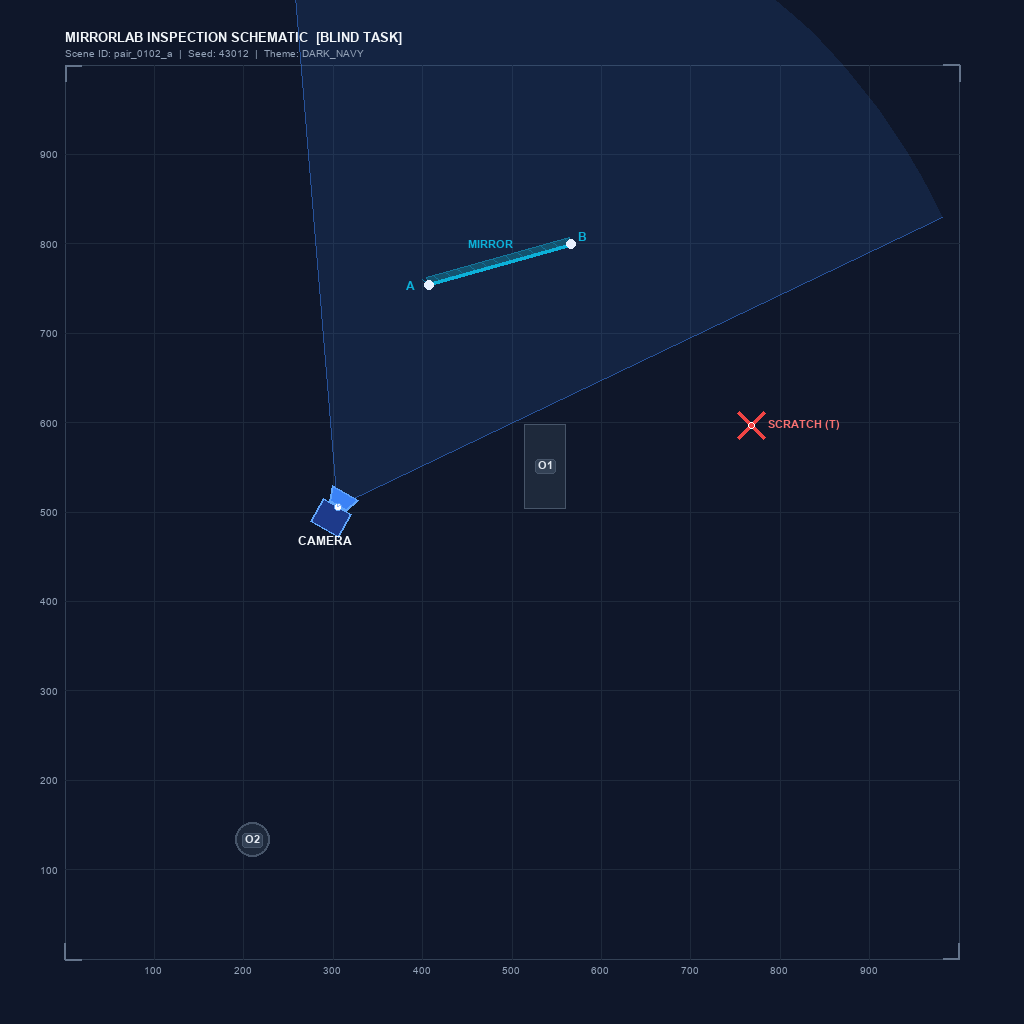 MIRRORLAB INSPECTION SCHEMATIC [BLIND TASK]
Scene ID: pair_0102_a | Seed: 43012 | Theme: DARK_NAVY
900
800
700
600
500
400
300
200
100
MIRROR
B
A
SCRATCH (T)
O1
CAMERA
O2
100 200 300 400 500 600 700 800 900